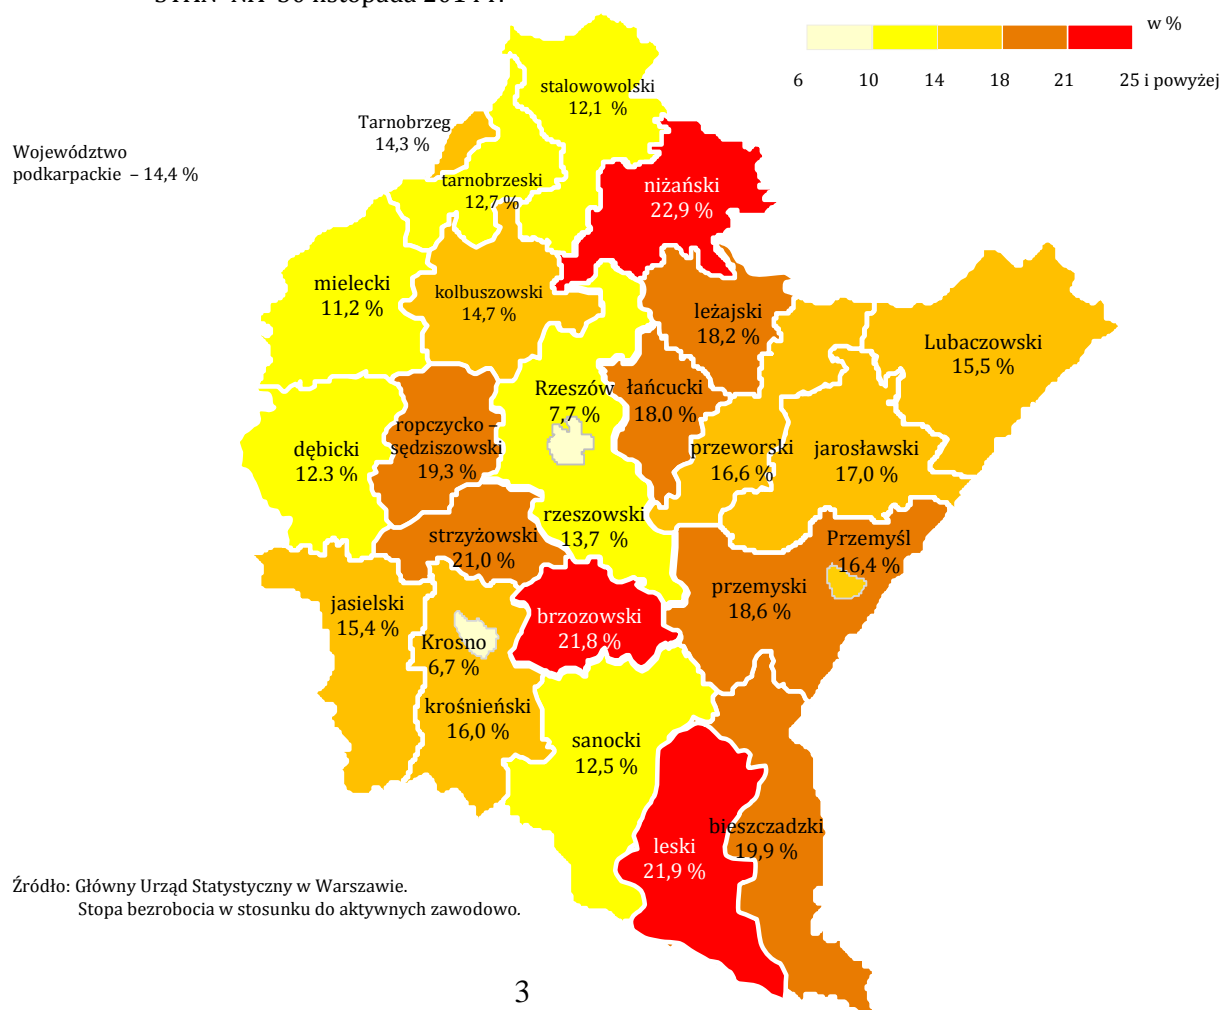 STAN NA 30 listopada 2014 r.
w %
6 10 14 18 21 25 i powyżej
stalowowolski
12,1 %
Tarnobrzeg
14,3 %
Województwo
podkarpackie – 14,4 %
tarnobrzeski
12,7 %
niżański
22,9 %
mielecki
11,2 %
kolbuszowski
14,7 %
leżajski
18,2 %
Lubaczowski
15,5 %
Rzeszów
7,7 %
łańcucki
18,0 %
ropczycko –
sędziszowski
19,3 %
dębicki
12.3 %
przeworski
16,6 %
jarosławski
17,0 %
rzeszowski
13,7 %
strzyżowski
21,0 %
Przemyśl
16,4 %
przemyski
18,6 %
jasielski
15,4 %
brzozowski
21,8 %
Krosno
6,7 %
krośnieński
16,0 %
sanocki
12,5 %
bieszczadzki
19,9 %
leski
21,9 %
Źródło: Główny Urząd Statystyczny w Warszawie.
Stopa bezrobocia w stosunku do aktywnych zawodowo.
3